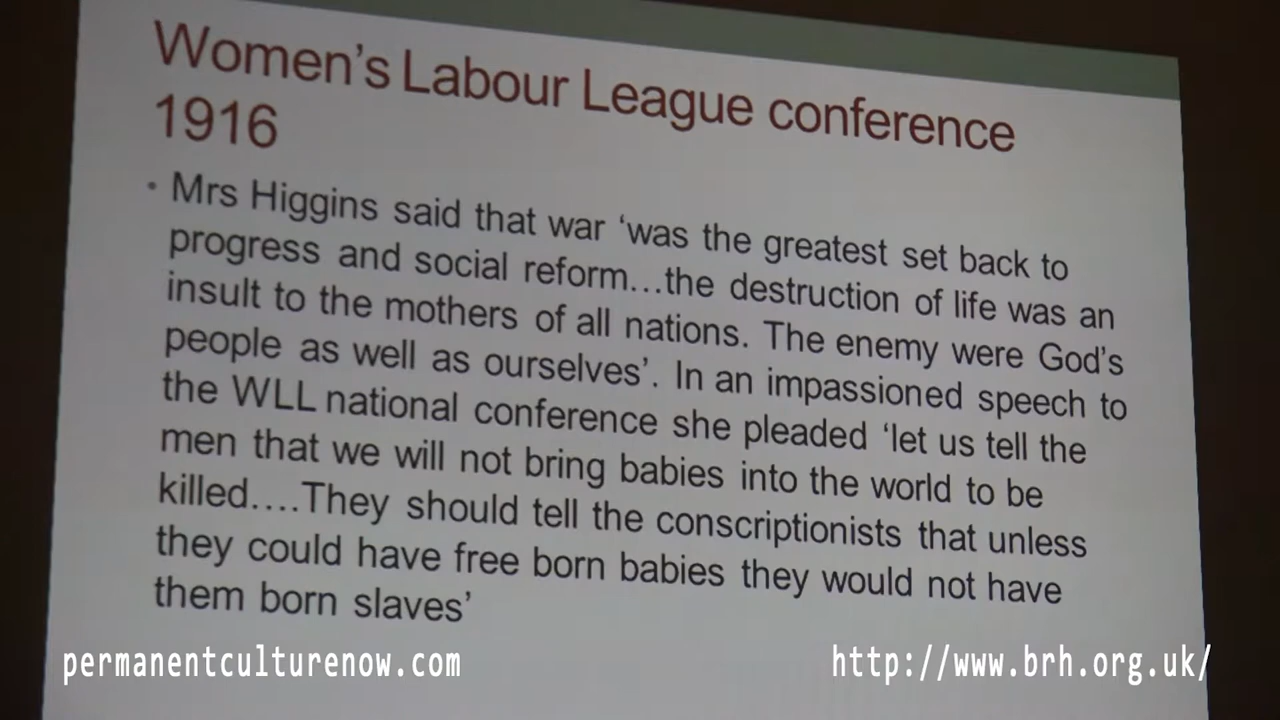 Women's Labour League conference
1916
• Mrs Higgins said that war ‘was the greatest set back to
progress and social reform…the destruction of life was an
insult to the mothers of all nations. The enemy were God’s
people as well as ourselves’. In an impassioned speech to
the WLL national conference she pleaded ‘let us tell the
men that we will not bring babies into the world to be
killed….They should tell the conscriptionists that unless
they could have free born babies they would not have
them born slaves’
permanentculturenow.com
http://www.brh.org.uk/